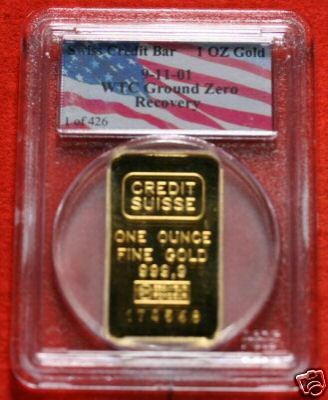 Swiss Credit Bar 1 OZ Gold
9-11-01
WTC Ground Zero
Recovery
1 of 426
CREDIT
SUISSE
ONE OUNCE
FINE GOLD
999,9